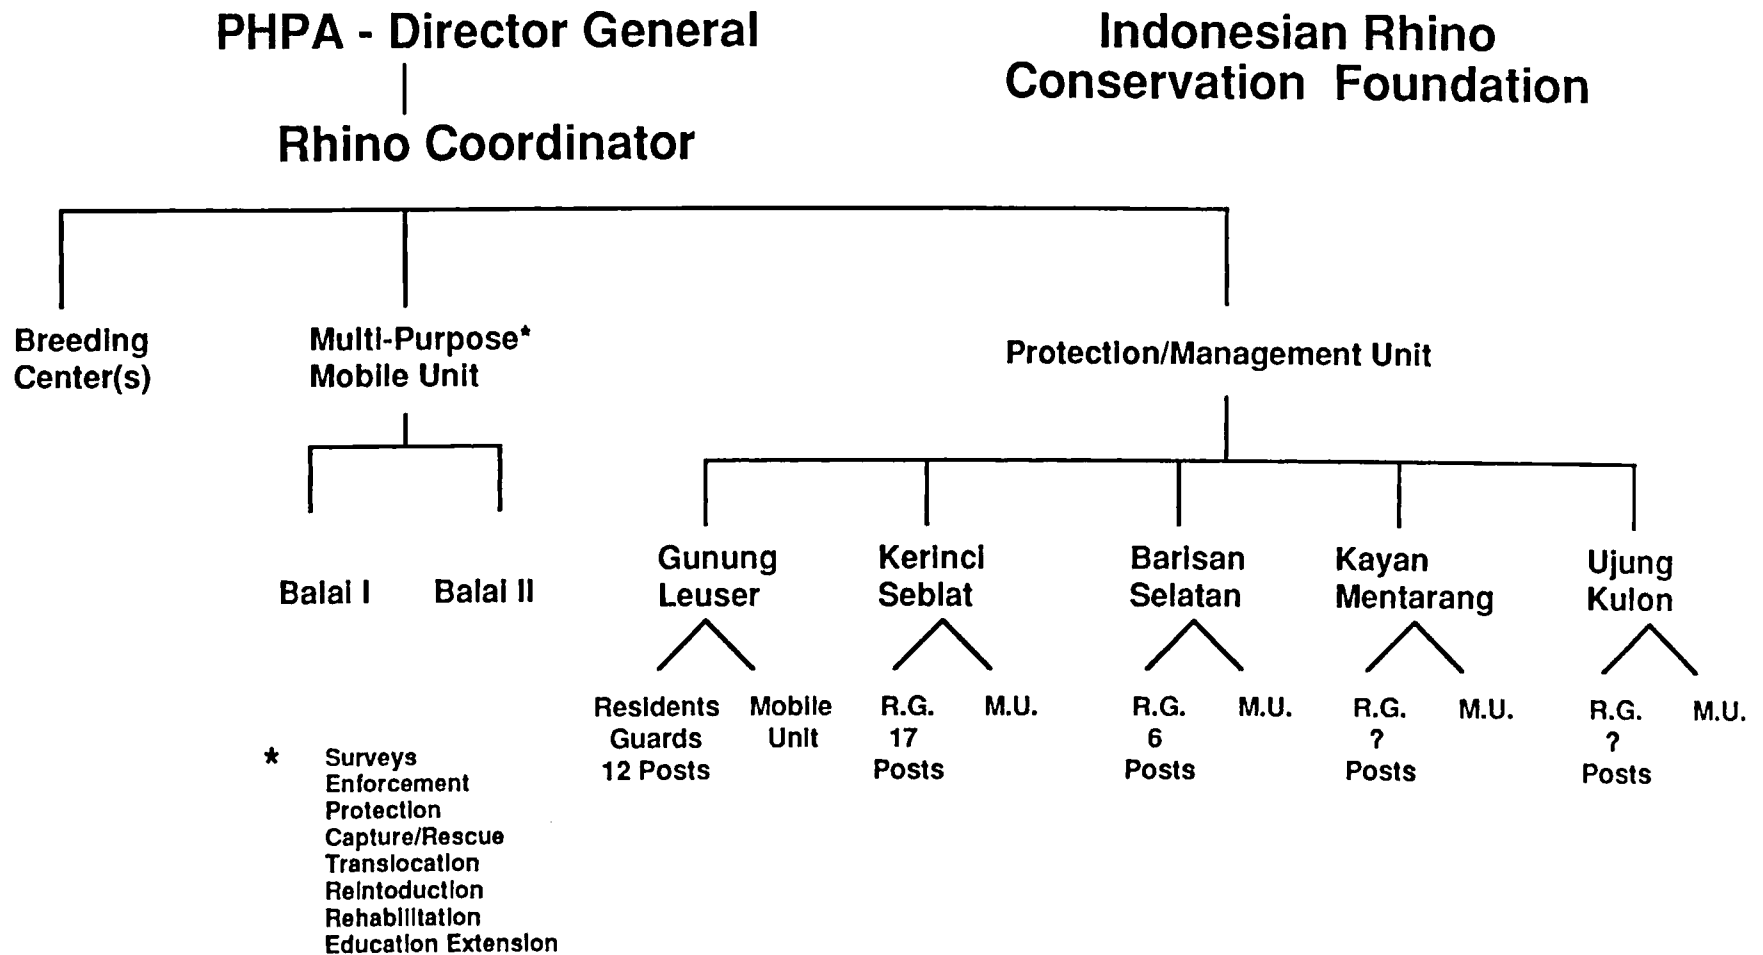 PHPA - Director General
Indonesian Rhino
Conservation Foundation
Rhino Coordinator
Breeding
Center(s)
Multi-Purpose*
Mobile Unit
Protection/Management Unit
Balai I
Balai II
Gunung
Leuser
Kerinci
Seblat
Barisan
Selatan
Kayan
Mentarang
Ujung
Kulon
Residents
Guards
12 Posts
Mobile
Unit
R.G.
17
Posts
M.U.
R.G.
6
Posts
M.U.
R.G.
?
Posts
M.U.
R.G.
?
Posts
M.U.
* Surveys
Enforcement
Protection
Capture/Rescue
Translocation
Reintoduction
Rehabilitation
Education Extension